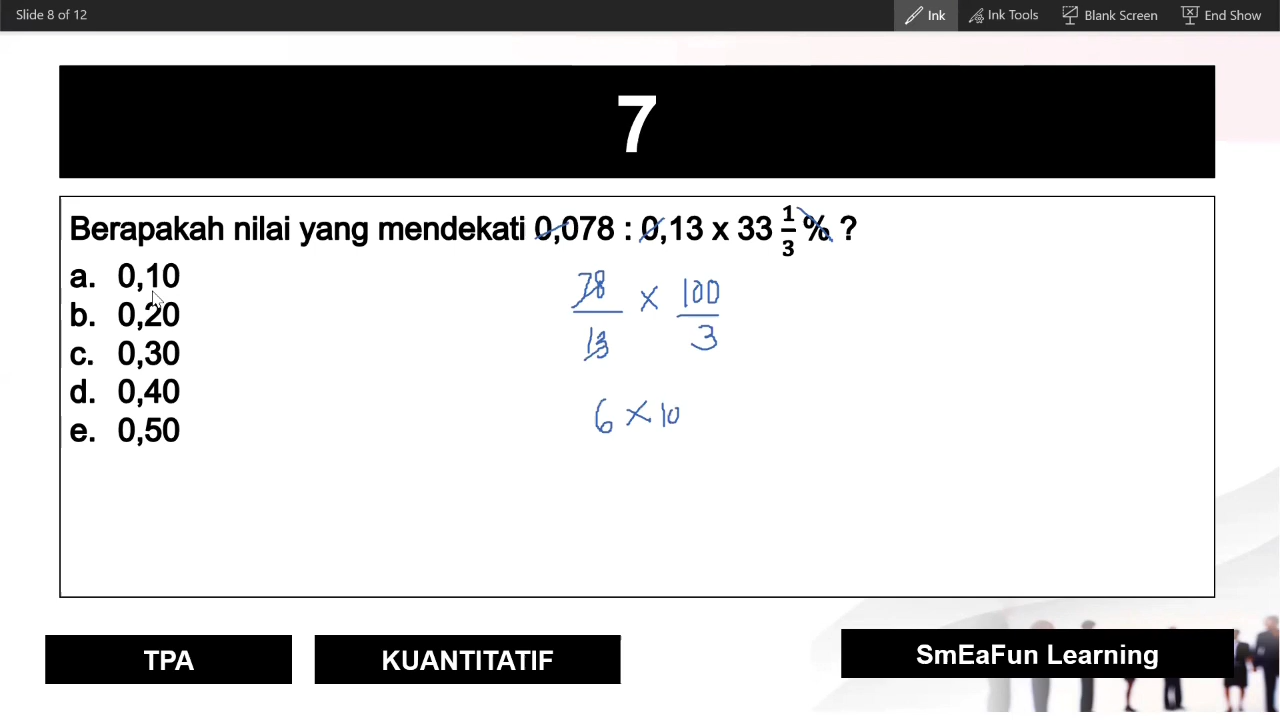 Slide 8 of 12
Ink Ink Tools Blank Screen End Show
7
Berapakah nilai yang mendekati 0,078 : 0,13 x 33 1/3 % ?
a. 0,10
b. 0,20
c. 0,30
d. 0,40
e. 0,50
78/13 x 100/3
6 x 10
TPA
KUANTITATIF
SmEaFun Learning